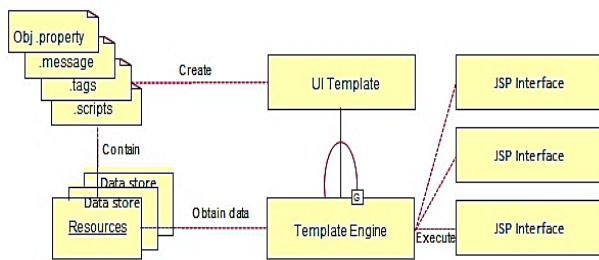 Obj .property
.message
.tags
.scripts
Create
UI Template
JSP Interface
JSP Interface
Contain
Data store
Data store
Resources
Obtain data
G
Template Engine
Execute
JSP Interface